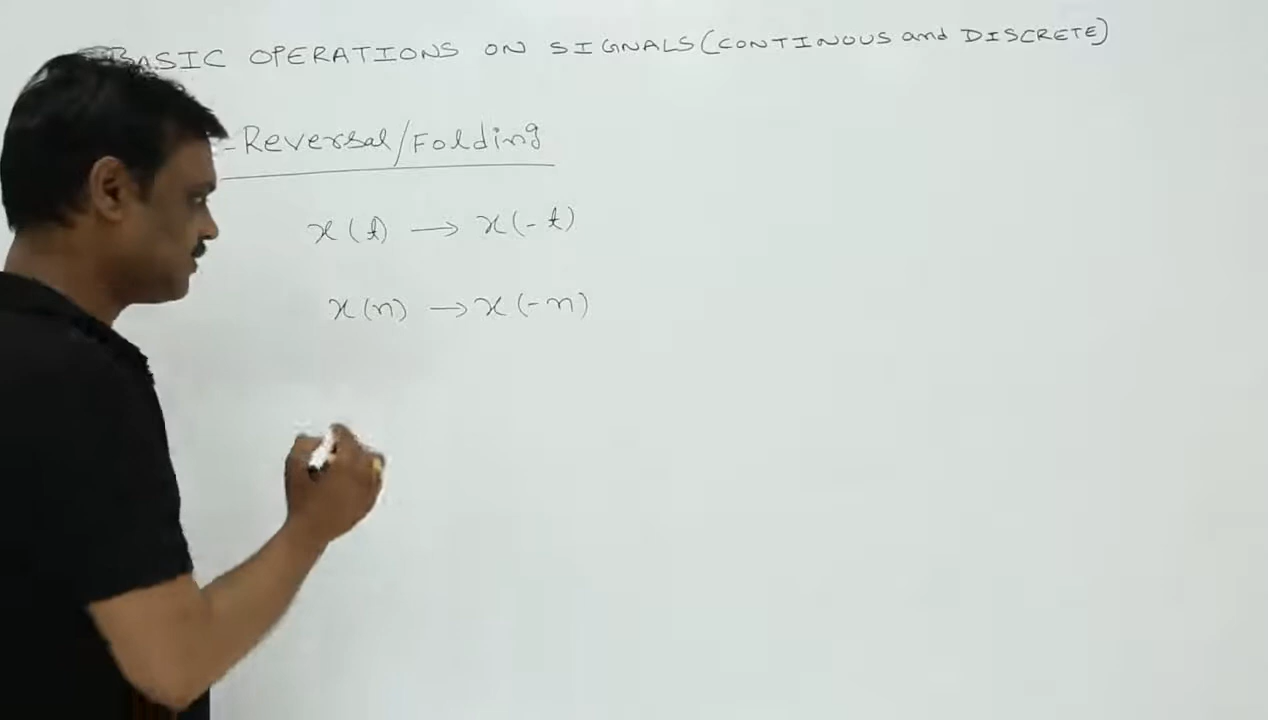 BASIC OPERATIONS ON SIGNALS (CONTINOUS and DISCRETE)
-Reversal/Folding
x(t) → x(-t)
x(n) → x(-n)